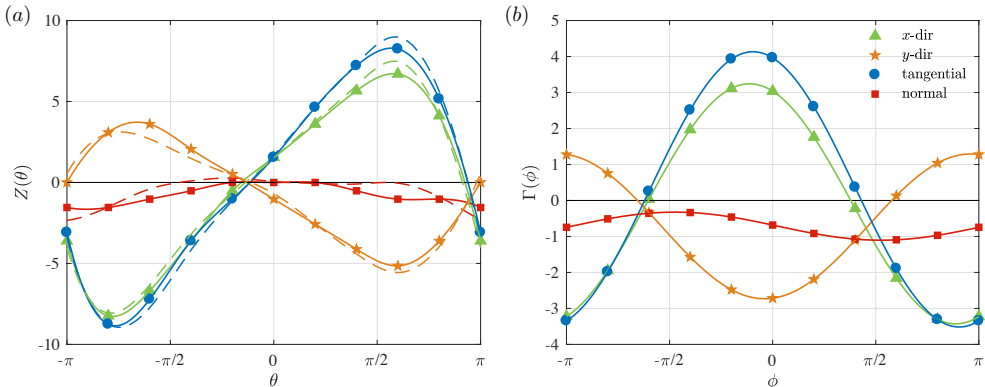 (a)
10
5
0
-5
-10
Z(θ)
-π
-π/2
0
π/2
π
θ
(b)
5
4
3
2
1
0
-1
-2
-3
-4
Γ(ϕ)
-π
-π/2
0
π/2
π
ϕ
x-dir
y-dir
tangential
normal